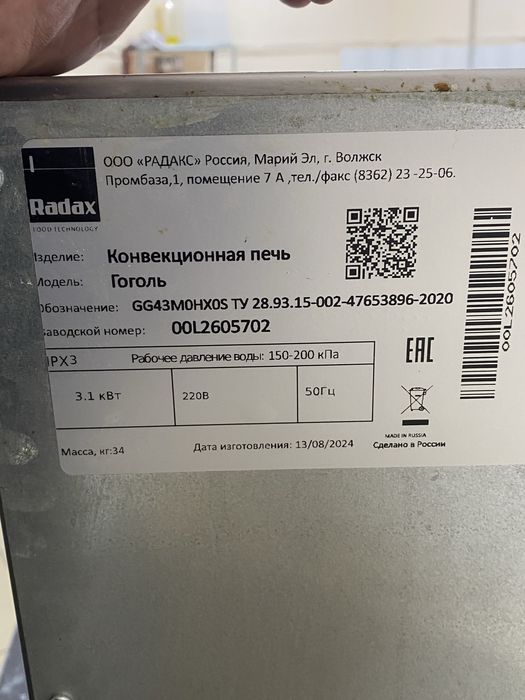 ООО «РАДАКС» Россия, Марий Эл, г. Волжск
Промбаза,1, помещение 7 А ,тел./факс (8362) 23 -25-06.
Radax
FOOD TECHNOLOGY
Изделие: Конвекционная печь
Модель: Гоголь
Обозначение: GG43M0HX0S ТУ 28.93.15-002-47653896-2020
Заводской номер: 00L2605702
IPX3 Рабочее давление воды: 150-200 кПа
3.1 кВт 220В 50Гц
EAC
MADE IN RUSSIA
Сделано в России
Масса, кг:34 Дата изготовления: 13/08/2024
00L2605702